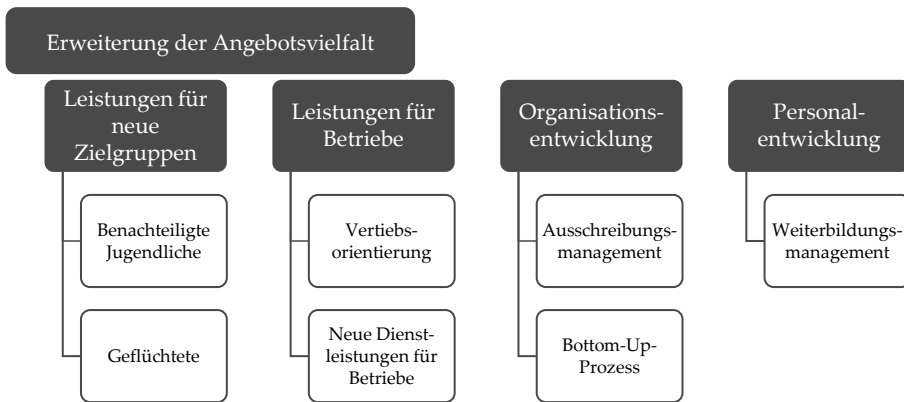 Erweiterung der Angebotsvielfalt
Leistungen für
neue
Zielgruppen
Benachteiligte
Jugendliche
Geflüchtete
Leistungen für
Betriebe
Vertiebs-
orientierung
Neue Dienst-
leistungen für
Betriebe
Organisations-
entwicklung
Ausschreibungs-
management
Bottom-Up-
Prozess
Personal-
entwicklung
Weiterbildungs-
management